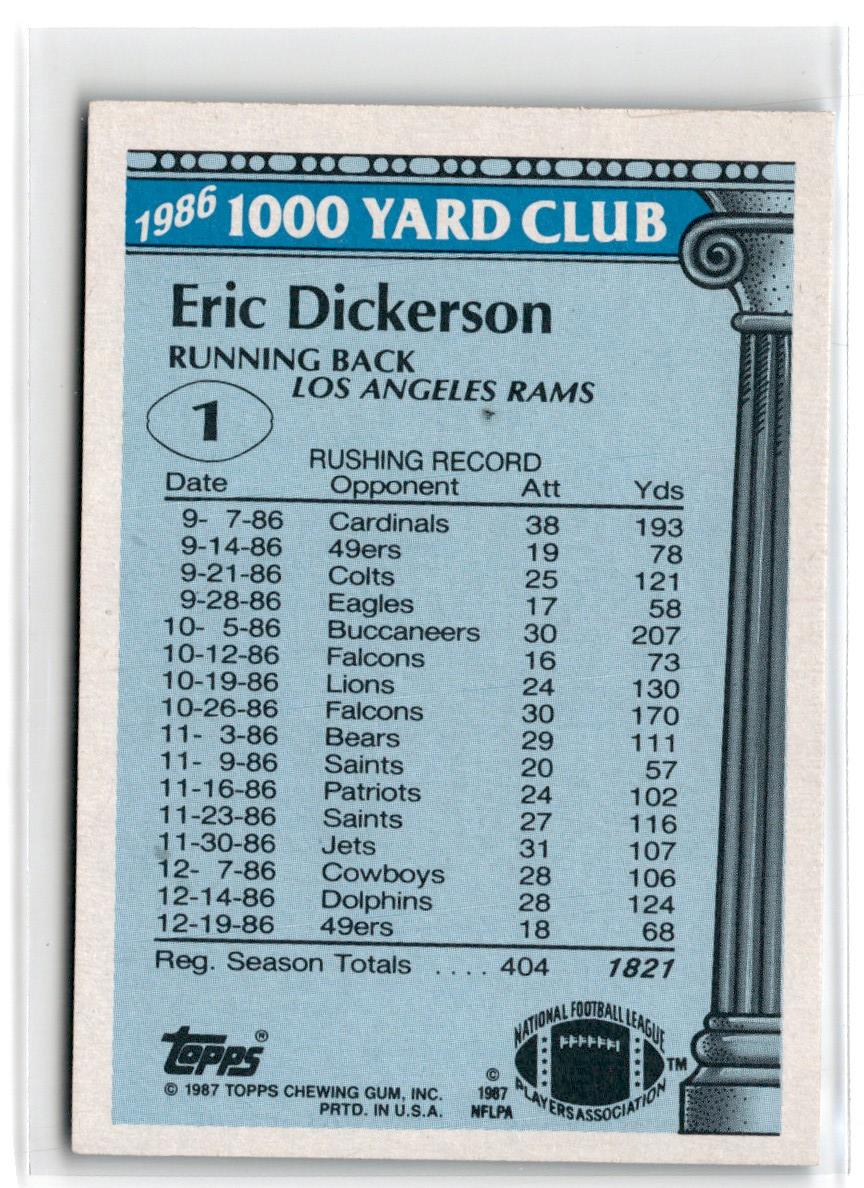 1986 1000 YARD CLUB
Eric Dickerson
RUNNING BACK
LOS ANGELES RAMS
1
RUSHING RECORD
Date Opponent Att Yds
9- 7-86 Cardinals 38 193
9-14-86 49ers 19 78
9-21-86 Colts 25 121
9-28-86 Eagles 17 58
10- 5-86 Buccaneers 30 207
10-12-86 Falcons 16 73
10-19-86 Lions 24 130
10-26-86 Falcons 30 170
11- 3-86 Bears 29 111
11- 9-86 Saints 20 57
11-16-86 Patriots 24 102
11-23-86 Saints 27 116
11-30-86 Jets 31 107
12- 7-86 Cowboys 28 106
12-14-86 Dolphins 28 124
12-19-86 49ers 18 68
Reg. Season Totals .... 404 1821
topps®
© 1987 TOPPS CHEWING GUM, INC.
PRTD. IN U.S.A.
© 1987 NFLPA
NATIONAL FOOTBALL LEAGUE
PLAYERS ASSOCIATION
TM